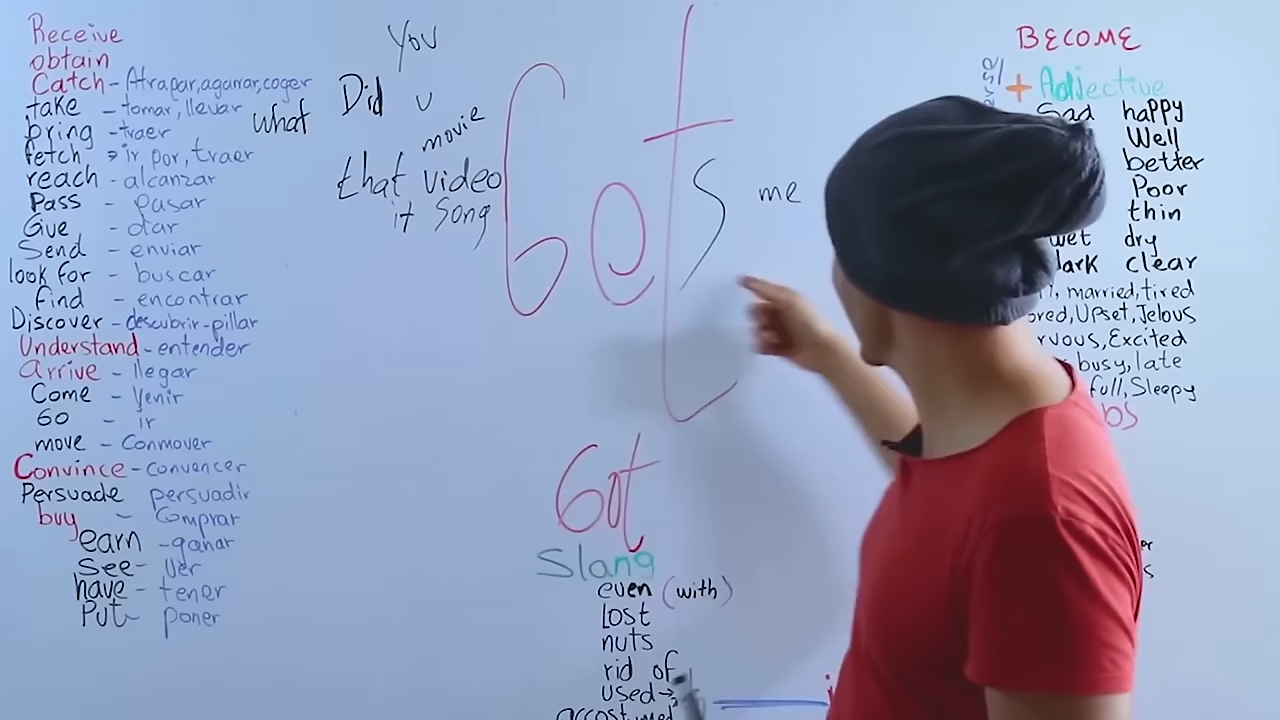 Receive
obtain
Catch - Atrapar, agarrar, coger
take - tomar, llevar
bring - traer
fetch → ir, por, traer
reach - alcanzar
Pass - pasar
Give - dar
Send - enviar
look for - buscar
find - encontrar
Discover - descubrir - pillar
Understand - entender
Arrive - llegar
Come - Venir
Go - ir
move - Conmover
Convince - convencer
Persuade persuadir
buy - Comprar
earn - ganar
See - Ver
have - tener
Put - poner
You
Did u
what
movie
that video
it Song
Get
s me
Got
Slang
even (with)
Lost
nuts
rid of
used→
BECOME
+ Adjective
Sad happy
Well
better
Poor
thin
wet dry
dark clear
married, tired
UPset, Jelous
Excited
busy, late
full, Sleepy